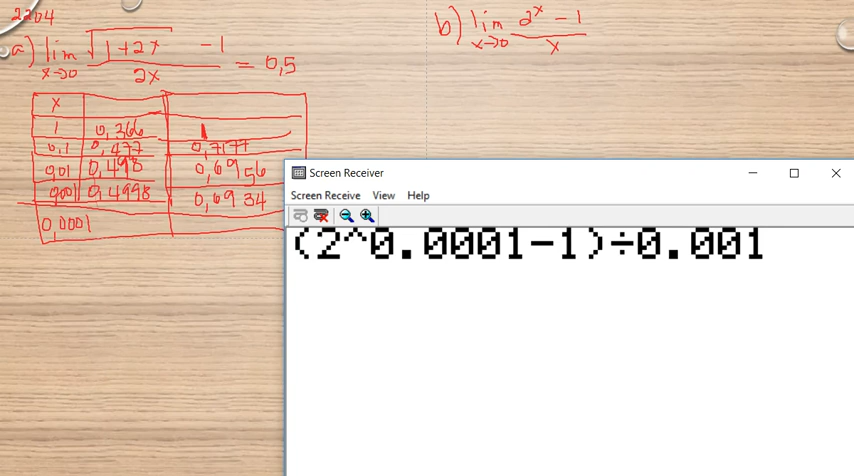 2204
a) lim x→0 (√(1+2x) -1)/2x = 0,5
b) lim x→0 (2^x - 1)/x
x
1 0,366 1
0,1 0,477 0,7177
0,01 0,498 0,6956
0,001 0,4998 0,6934
0,0001
Screen Receiver
Screen Receive View Help
(2^0.0001-1)÷0.001